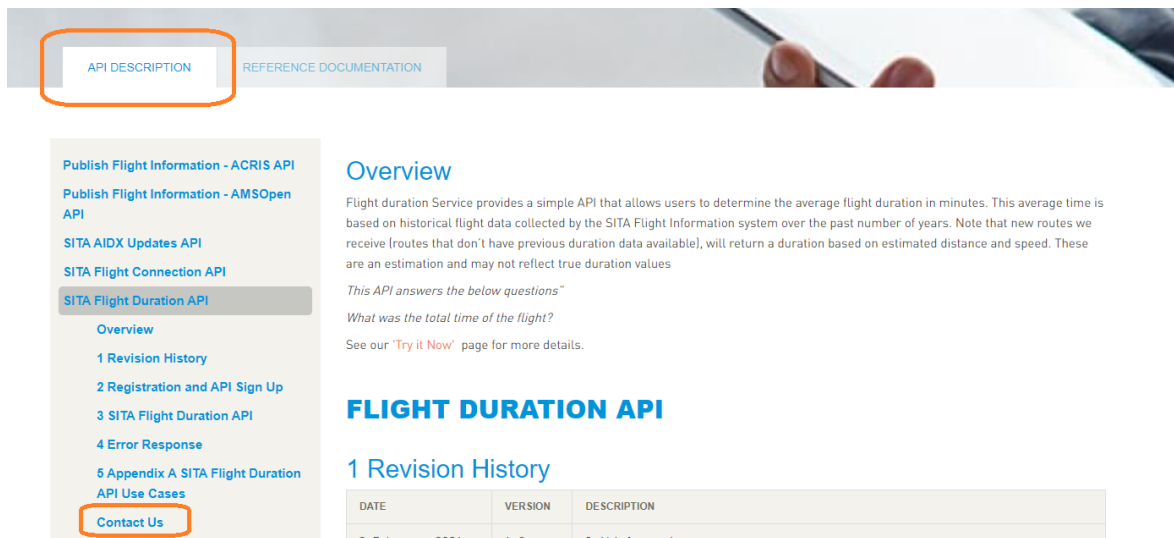 API DESCRIPTION
REFERENCE DOCUMENTATION
Publish Flight Information - ACRIS API
Publish Flight Information - AMSOpen
API
SITA AIDX Updates API
SITA Flight Connection API
SITA Flight Duration API
Overview
1 Revision History
2 Registration and API Sign Up
3 SITA Flight Duration API
4 Error Response
5 Appendix A SITA Flight Duration
API Use Cases
Contact Us
Overview
Flight duration Service provides a simple API that allows users to determine the average flight duration in minutes. This average time is
based on historical flight data collected by the SITA Flight Information system over the past number of years. Note that new routes we
receive (routes that don't have previous duration data available), will return a duration based on estimated distance and speed. These
are an estimation and may not reflect true duration values
This API answers the below questions"
What was the total time of the flight?
See our 'Try it Now' page for more details.
FLIGHT DURATION API
1 Revision History
DATE VERSION DESCRIPTION